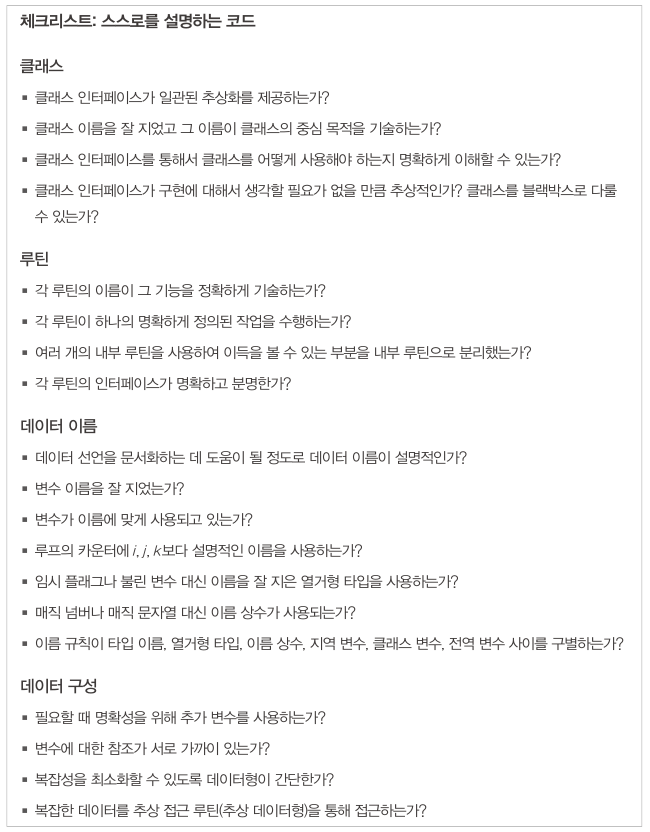 체크리스트: 스스로를 설명하는 코드
클래스
▪ 클래스 인터페이스가 일관된 추상화를 제공하는가?
▪ 클래스 이름을 잘 지었고 그 이름이 클래스의 중심 목적을 기술하는가?
▪ 클래스 인터페이스를 통해서 클래스를 어떻게 사용해야 하는지 명확하게 이해할 수 있는가?
▪ 클래스 인터페이스가 구현에 대해서 생각할 필요가 없을 만큼 추상적인가? 클래스를 블랙박스로 다룰
수 있는가?
루틴
▪ 각 루틴의 이름이 그 기능을 정확하게 기술하는가?
▪ 각 루틴이 하나의 명확하게 정의된 작업을 수행하는가?
▪ 여러 개의 내부 루틴을 사용하여 이득을 볼 수 있는 부분을 내부 루틴으로 분리했는가?
▪ 각 루틴의 인터페이스가 명확하고 분명한가?
데이터 이름
▪ 데이터 선언을 문서화하는 데 도움이 될 정도로 데이터 이름이 설명적인가?
▪ 변수 이름을 잘 지었는가?
▪ 변수가 이름에 맞게 사용되고 있는가?
▪ 루프의 카운터에 i, j, k보다 설명적인 이름을 사용하는가?
▪ 임시 플래그나 불린 변수 대신 이름을 잘 지은 열거형 타입을 사용하는가?
▪ 매직 넘버나 매직 문자열 대신 이름 상수가 사용되는가?
▪ 이름 규칙이 타입 이름, 열거형 타입, 이름 상수, 지역 변수, 클래스 변수, 전역 변수 사이를 구별하는가?
데이터 구성
▪ 필요할 때 명확성을 위해 추가 변수를 사용하는가?
▪ 변수에 대한 참조가 서로 가까이 있는가?
▪ 복잡성을 최소화할 수 있도록 데이터형이 간단한가?
▪ 복잡한 데이터를 추상 접근 루틴(추상 데이터형)을 통해 접근하는가?